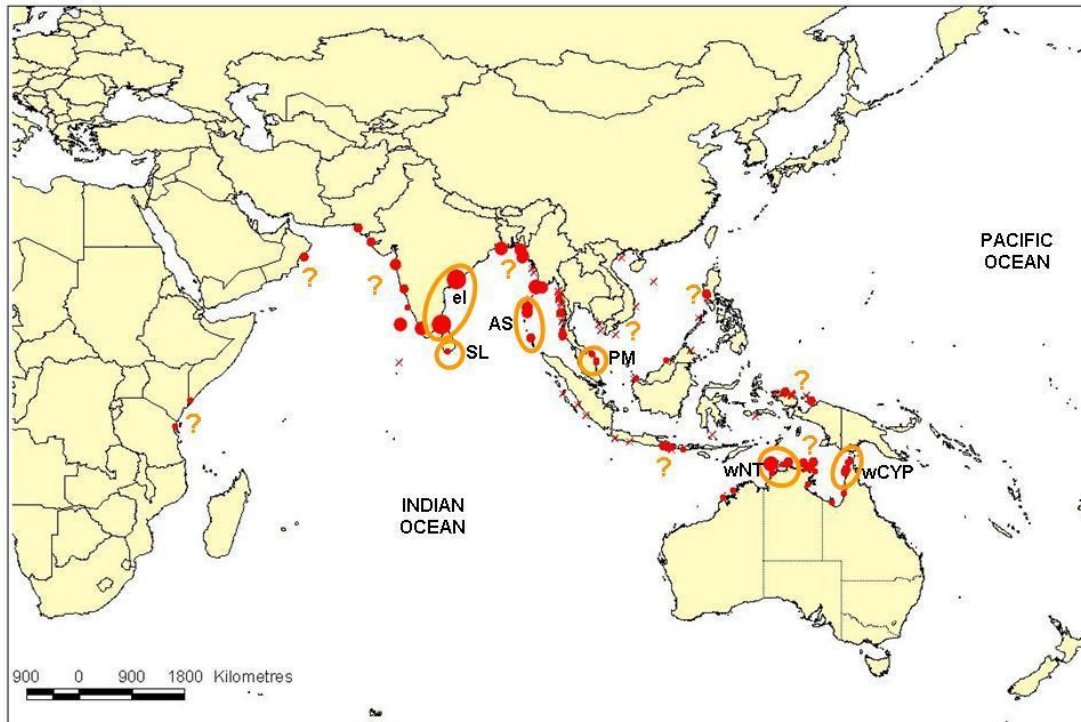 PACIFIC
OCEAN
?
?
?
?
eI
AS
?
SL
PM
?
?
?
wNT
wCYP
?
INDIAN
OCEAN
900 0 900 1800 Kilometres